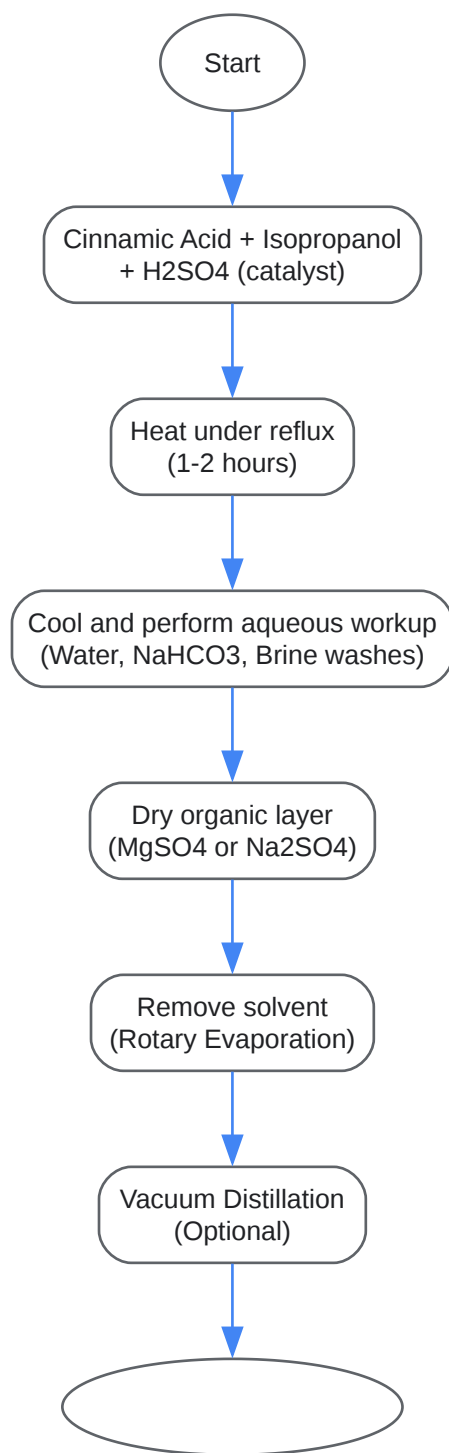 Start
Cinnamic Acid + Isopropanol
+ H2SO4 (catalyst)
Heat under reflux
(1-2 hours)
Cool and perform aqueous workup
(Water, NaHCO3, Brine washes)
Dry organic layer
(MgSO4 or Na2SO4)
Remove solvent
(Rotary Evaporation)
Vacuum Distillation
(Optional)